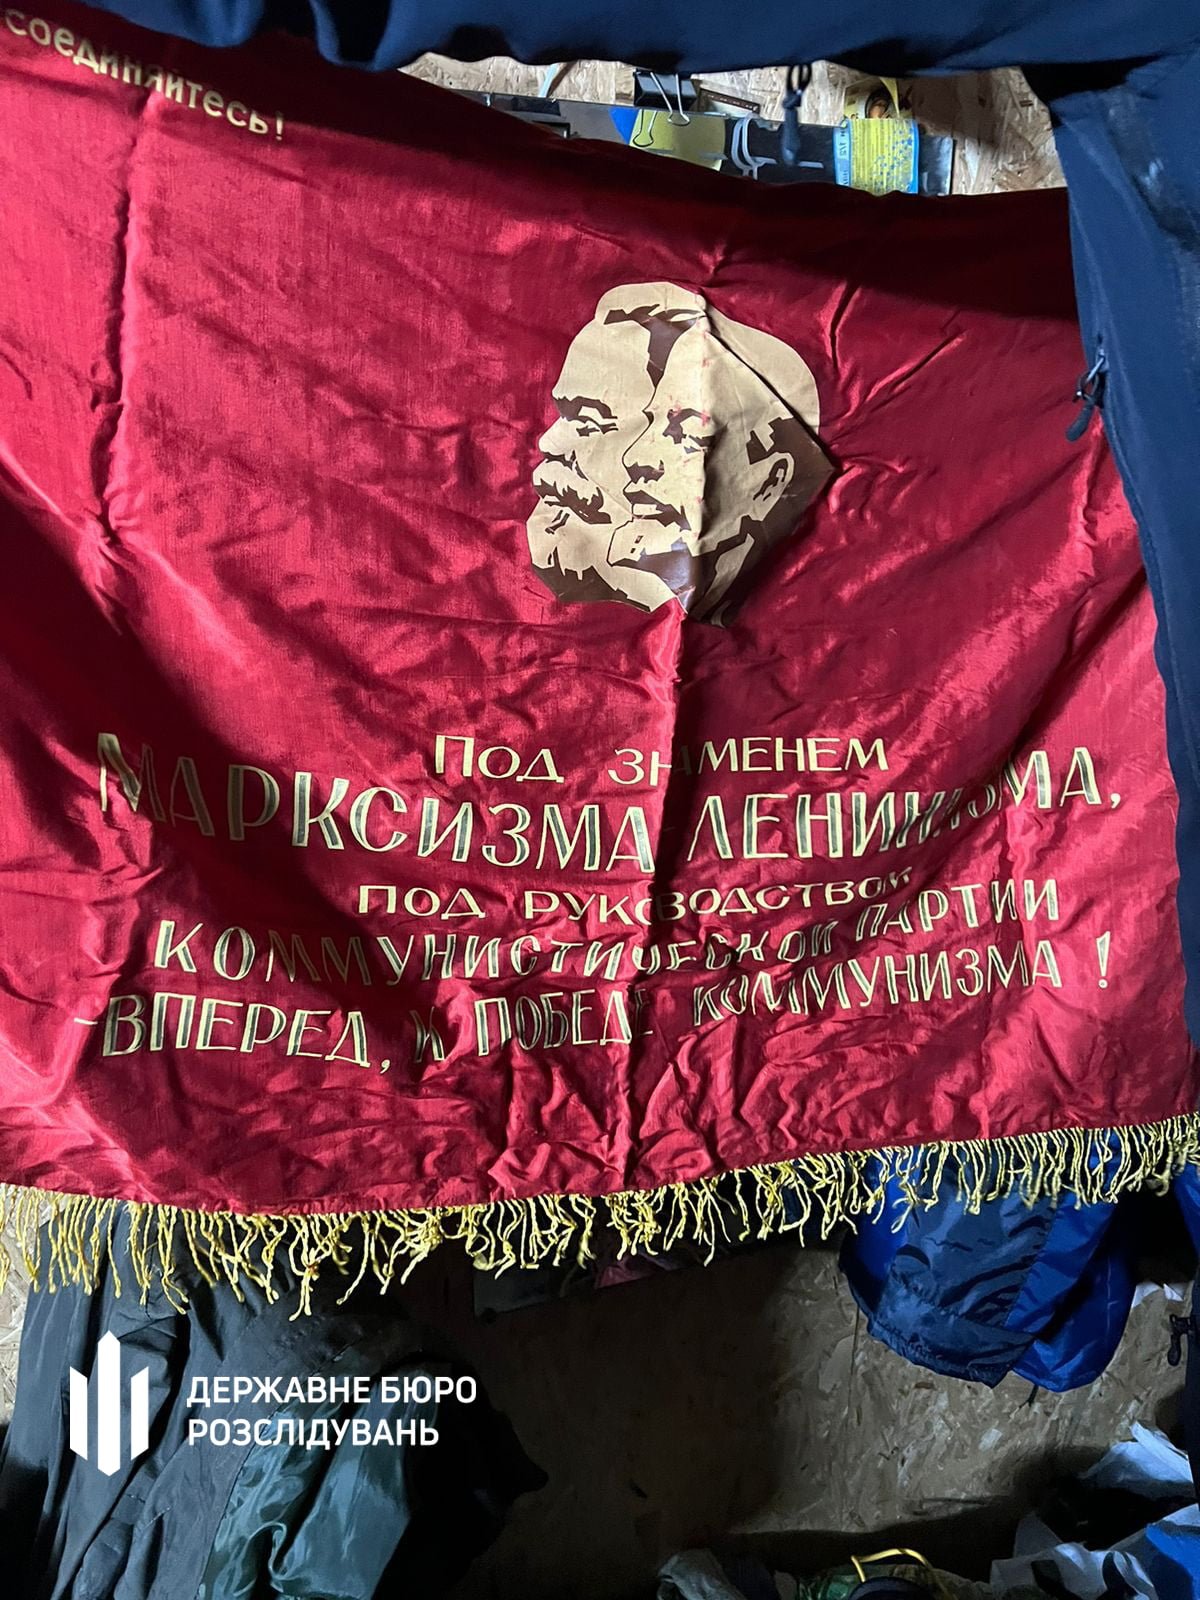 соединяйтесь!
Под знаменем
Марксизма-Ленинизма,
под руководством
Коммунистической партии
-вперед, к победе коммунизма!
ДЕРЖАВНЕ БЮРО
РОЗСЛІДУВАНЬ